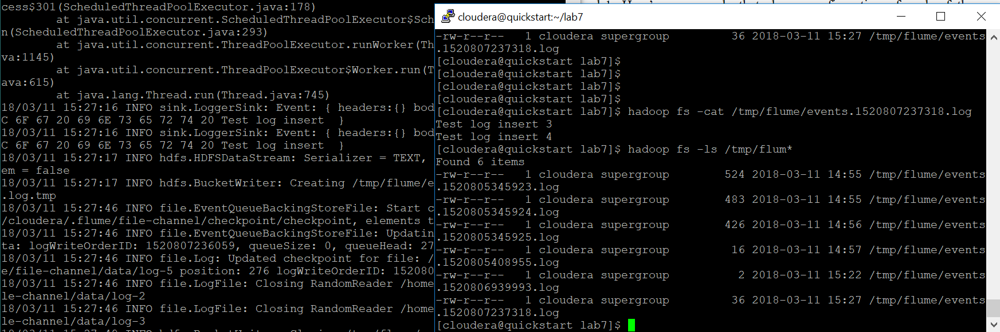 cess$301(ScheduledThreadPoolExecutor.java:178)
at java.util.concurrent.ScheduledThreadPoolExecutor$Sch
n(ScheduledThreadPoolExecutor.java:293)
at java.util.concurrent.ThreadPoolExecutor.runWorker(Th
va:1145)
at java.util.concurrent.ThreadPoolExecutor$Worker.run(T
ava:615)
at java.lang.Thread.run(Thread.java:745)
18/03/11 15:27:16 INFO sink.LoggerSink: Event: { headers:{} bod
C 6F 67 20 69 6E 73 65 72 74 20 Test log insert  }
18/03/11 15:27:16 INFO sink.LoggerSink: Event: { headers:{} bod
C 6F 67 20 69 6E 73 65 72 74 20 Test log insert  }
18/03/11 15:27:17 INFO hdfs.HDFSDataStream: Serializer = TEXT,
em = false
18/03/11 15:27:17 INFO hdfs.BucketWriter: Creating /tmp/flume/e
.log.tmp
18/03/11 15:27:46 INFO file.EventQueueBackingStoreFile: Start c
/cloudera/.flume/file-channel/checkpoint/checkpoint, elements t
18/03/11 15:27:46 INFO file.EventQueueBackingStoreFile: Updatin
ta: logWriteOrderID: 1520807236059, queueSize: 0, queueHead: 27
18/03/11 15:27:46 INFO file.Log: Updated checkpoint for file: /
e/file-channel/data/log-5 position: 276 logWriteOrderID: 152080
18/03/11 15:27:46 INFO file.LogFile: Closing RandomReader /home
le-channel/data/log-2
18/03/11 15:27:46 INFO file.LogFile: Closing RandomReader /home
le-channel/data/log-3
cloudera@quickstart:~/lab7
-rw-r--r--   1 cloudera supergroup         36 2018-03-11 15:27 /tmp/flume/events
.1520807237318.log
[cloudera@quickstart lab7]$
[cloudera@quickstart lab7]$
[cloudera@quickstart lab7]$
[cloudera@quickstart lab7]$
[cloudera@quickstart lab7]$ hadoop fs -cat /tmp/flume/events.1520807237318.log
Test log insert 3
Test log insert 4
[cloudera@quickstart lab7]$ hadoop fs -ls /tmp/flum*
Found 6 items
-rw-r--r--   1 cloudera supergroup        524 2018-03-11 14:55 /tmp/flume/events
.1520805345923.log
-rw-r--r--   1 cloudera supergroup        483 2018-03-11 14:55 /tmp/flume/events
.1520805345924.log
-rw-r--r--   1 cloudera supergroup        426 2018-03-11 14:56 /tmp/flume/events
.1520805345925.log
-rw-r--r--   1 cloudera supergroup         16 2018-03-11 14:57 /tmp/flume/events
.1520805408955.log
-rw-r--r--   1 cloudera supergroup          2 2018-03-11 15:22 /tmp/flume/events
.1520806939993.log
-rw-r--r--   1 cloudera supergroup         36 2018-03-11 15:27 /tmp/flume/events
.1520807237318.log
[cloudera@quickstart lab7]$